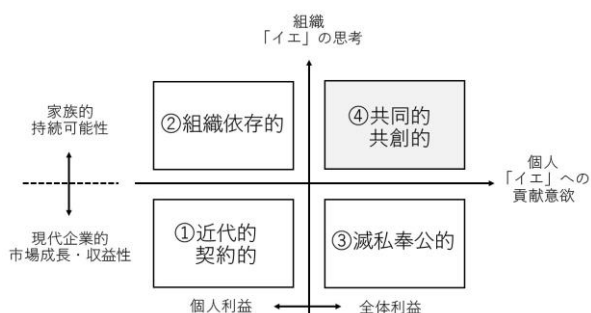 組織
「イエ」の思考
家族的
持続可能性
②組織依存的
④共同的
共創的
個人
「イエ」への
貢献意欲
現代企業的
市場成長・収益性
①近代的
契約的
③滅私奉公的
個人利益
全体利益